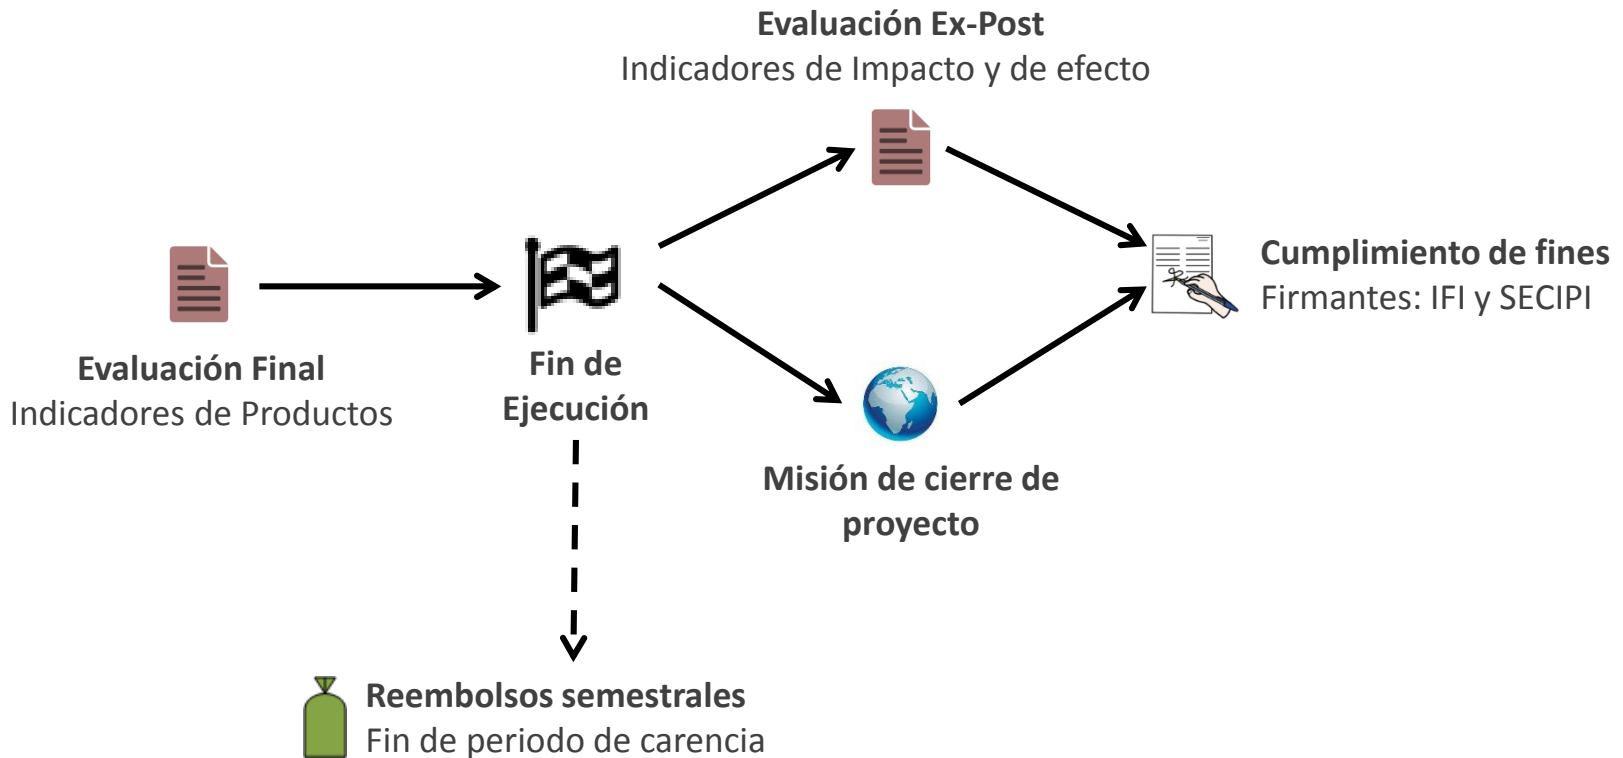 Evaluación Ex-Post
Indicadores de Impacto y de efecto
Cumplimiento de fines
Firmantes: IFI y SECIPI
Evaluación Final
Indicadores de Productos
Fin de
Ejecución
Misión de cierre de
proyecto
Reembolsos semestrales
Fin de periodo de carencia